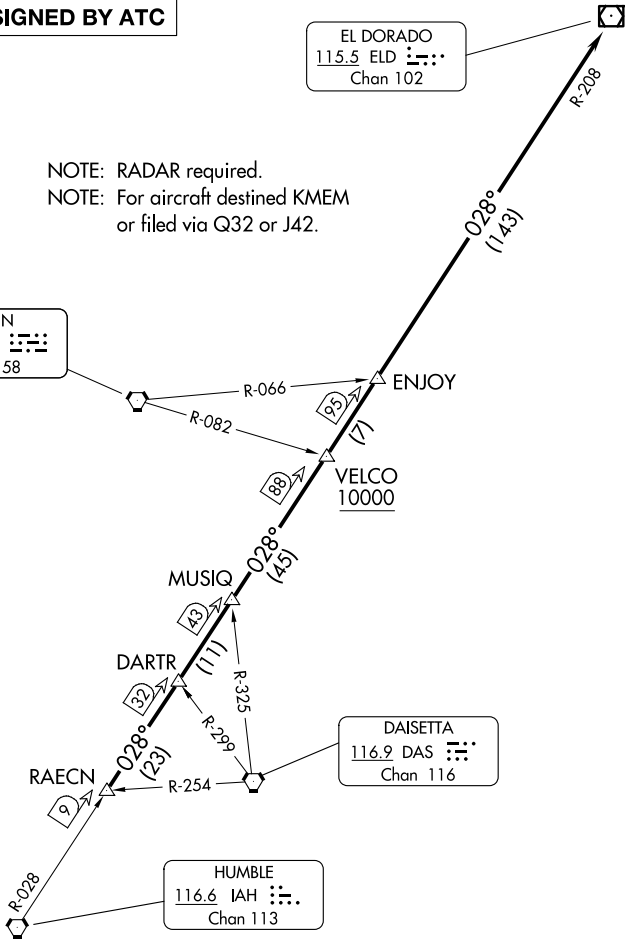 SIGNED BY ATC
EL DORADO
115.5 ELD
Chan 102
R-208
NOTE: RADAR required.
NOTE: For aircraft destined KMEM
or filed via Q32 or J42.
028°
(143)
N
58
R-066
ENJOY
95
R-082
(7)
VELCO
10000
88
028°
(45)
MUSIQ
43
(11)
DARTR
R-325
32
R-299
028°
(23)
DAISETTA
116.9 DAS
Chan 116
RAECN
R-254
9
R-028
HUMBLE
116.6 IAH
Chan 113